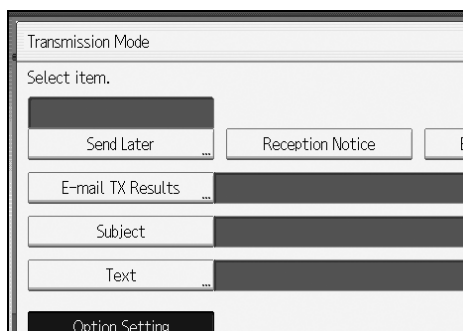 Transmission Mode
Select item.
Send Later
Reception Notice
E-mail TX Results
Subject
Text
Option Setting